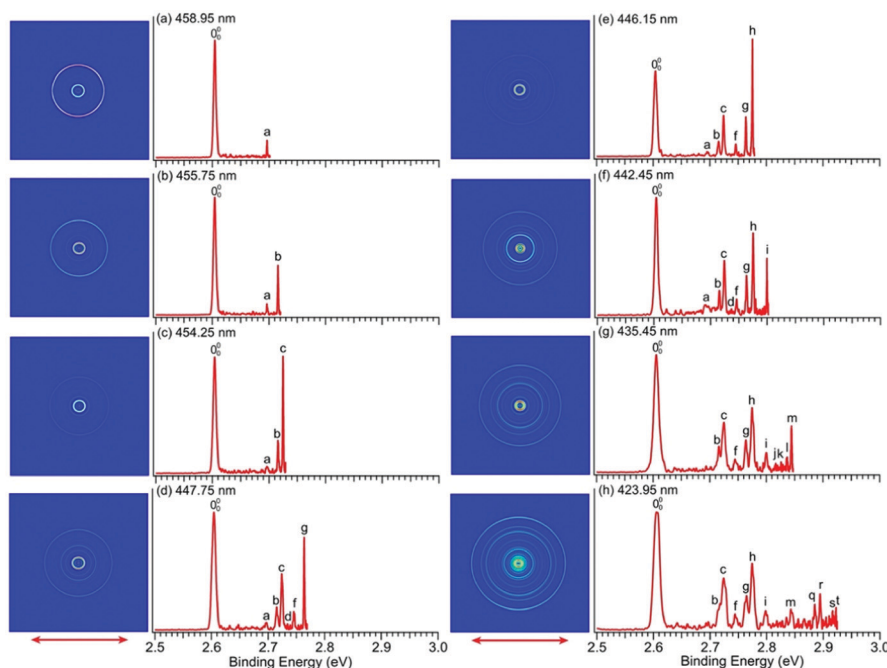 (a) 458.95 nm
0⁰₀
a
(b) 455.75 nm
0⁰₀
a
b
(c) 454.25 nm
0⁰₀
a
b
c
(d) 447.75 nm
0⁰₀
a
b
c
d
f
g
2.5 2.6 2.7 2.8 2.9 3.0
Binding Energy (eV)
(e) 446.15 nm
0⁰₀
a
b
c
f
g
h
(f) 442.45 nm
0⁰₀
a
b
c
d
f
g
h
i
(g) 435.45 nm
0⁰₀
b
c
f
g
h
i
jk
l
m
(h) 423.95 nm
0⁰₀
b
c
f
g
h
i
m
q
r
s
t
2.5 2.6 2.7 2.8 2.9 3.0
Binding Energy (eV)